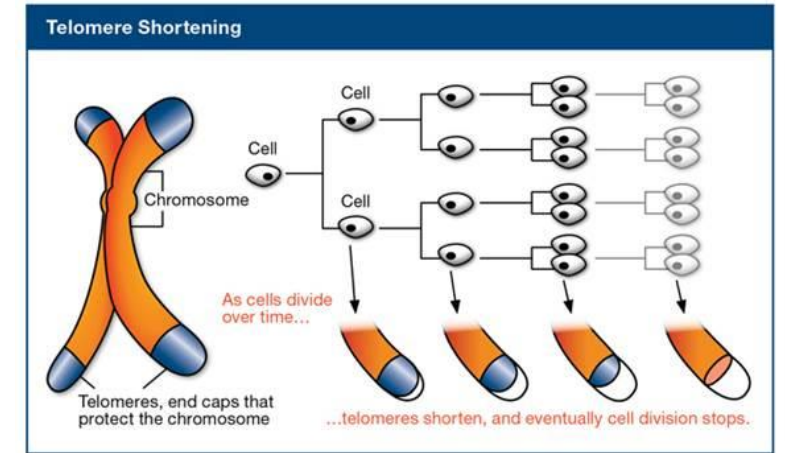 Telomere Shortening
Cell
Cell
Chromosome
Cell
As cells divide
over time...
Telomeres, end caps that
protect the chromosome
...telomeres shorten, and eventually cell division stops.